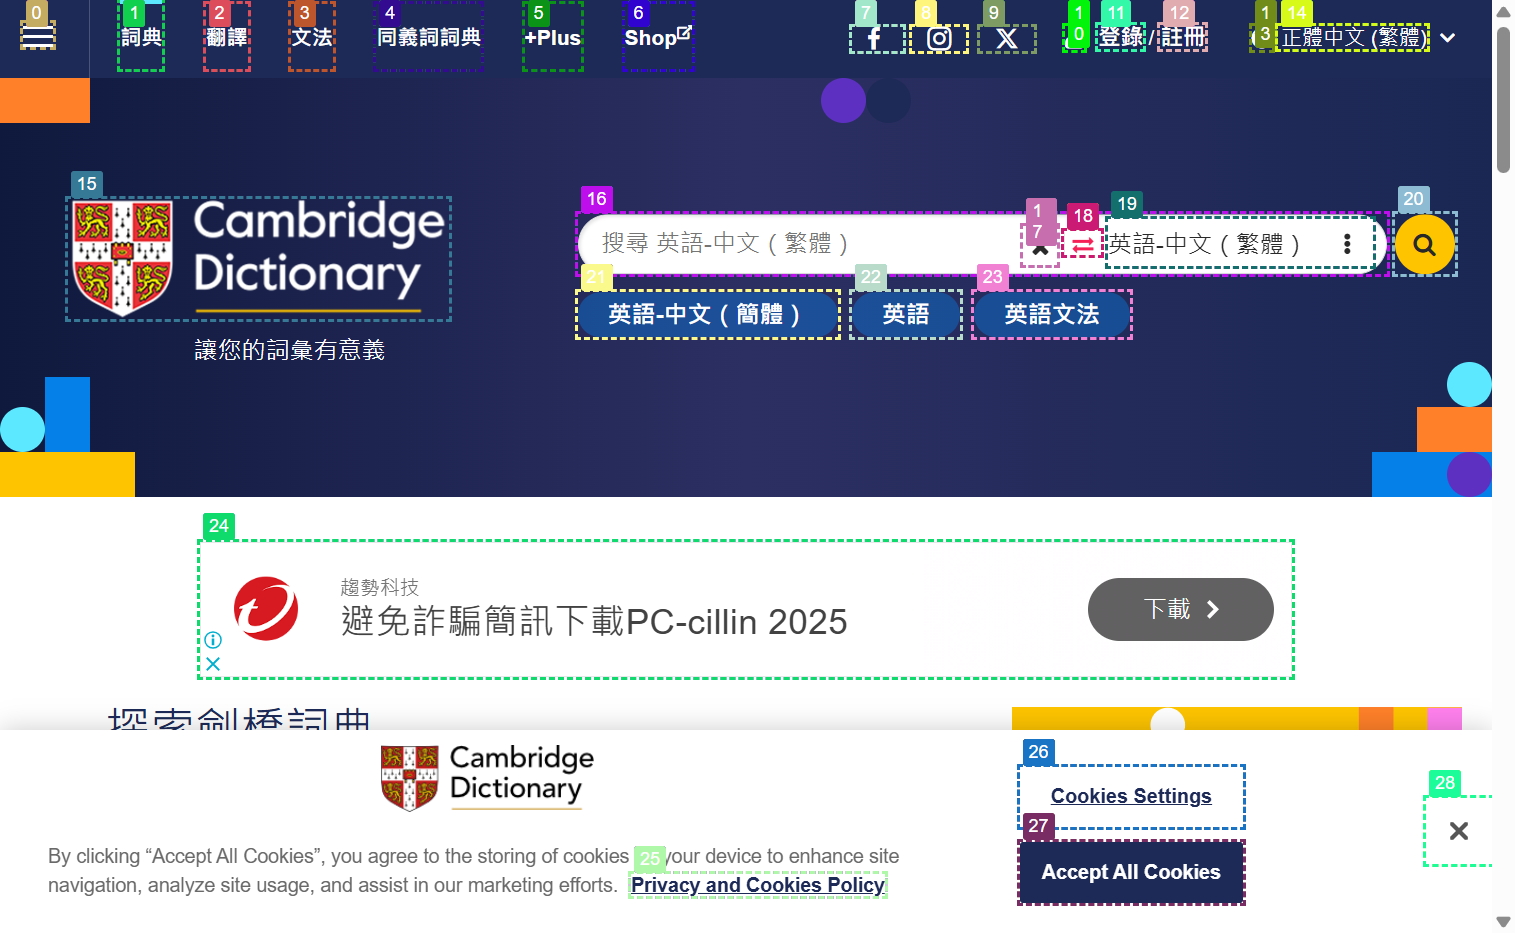 0 1 2 3 4 5 6 7 8 9 10 11 12 13 14
詞典 翻譯 文法 同義詞詞典 +Plus Shop 登錄 / 註冊 正體中文 (繁體)
15
Cambridge
Dictionary
讓您的詞彙有意義
16 17 18 19 20
搜尋 英語-中文（繁體） 英語-中文（繁體）
21 22 23
英語-中文（簡體） 英語 英語文法
24
趨勢科技
避免詐騙簡訊下載PC-cillin 2025
下載
探索劍橋詞典
Cambridge
Dictionary
By clicking “Accept All Cookies”, you agree to the storing of cookies 25 your device to enhance site
navigation, analyze site usage, and assist in our marketing efforts. Privacy and Cookies Policy
26
Cookies Settings
27
Accept All Cookies
28